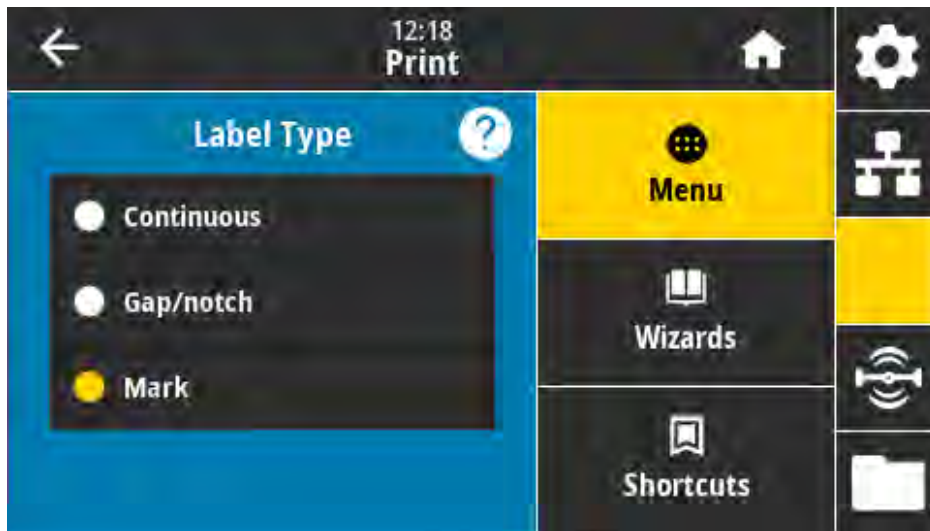 12:18
Print
Label Type
?
Continuous
Gap/notch
Mark
Menu
Wizards
Shortcuts